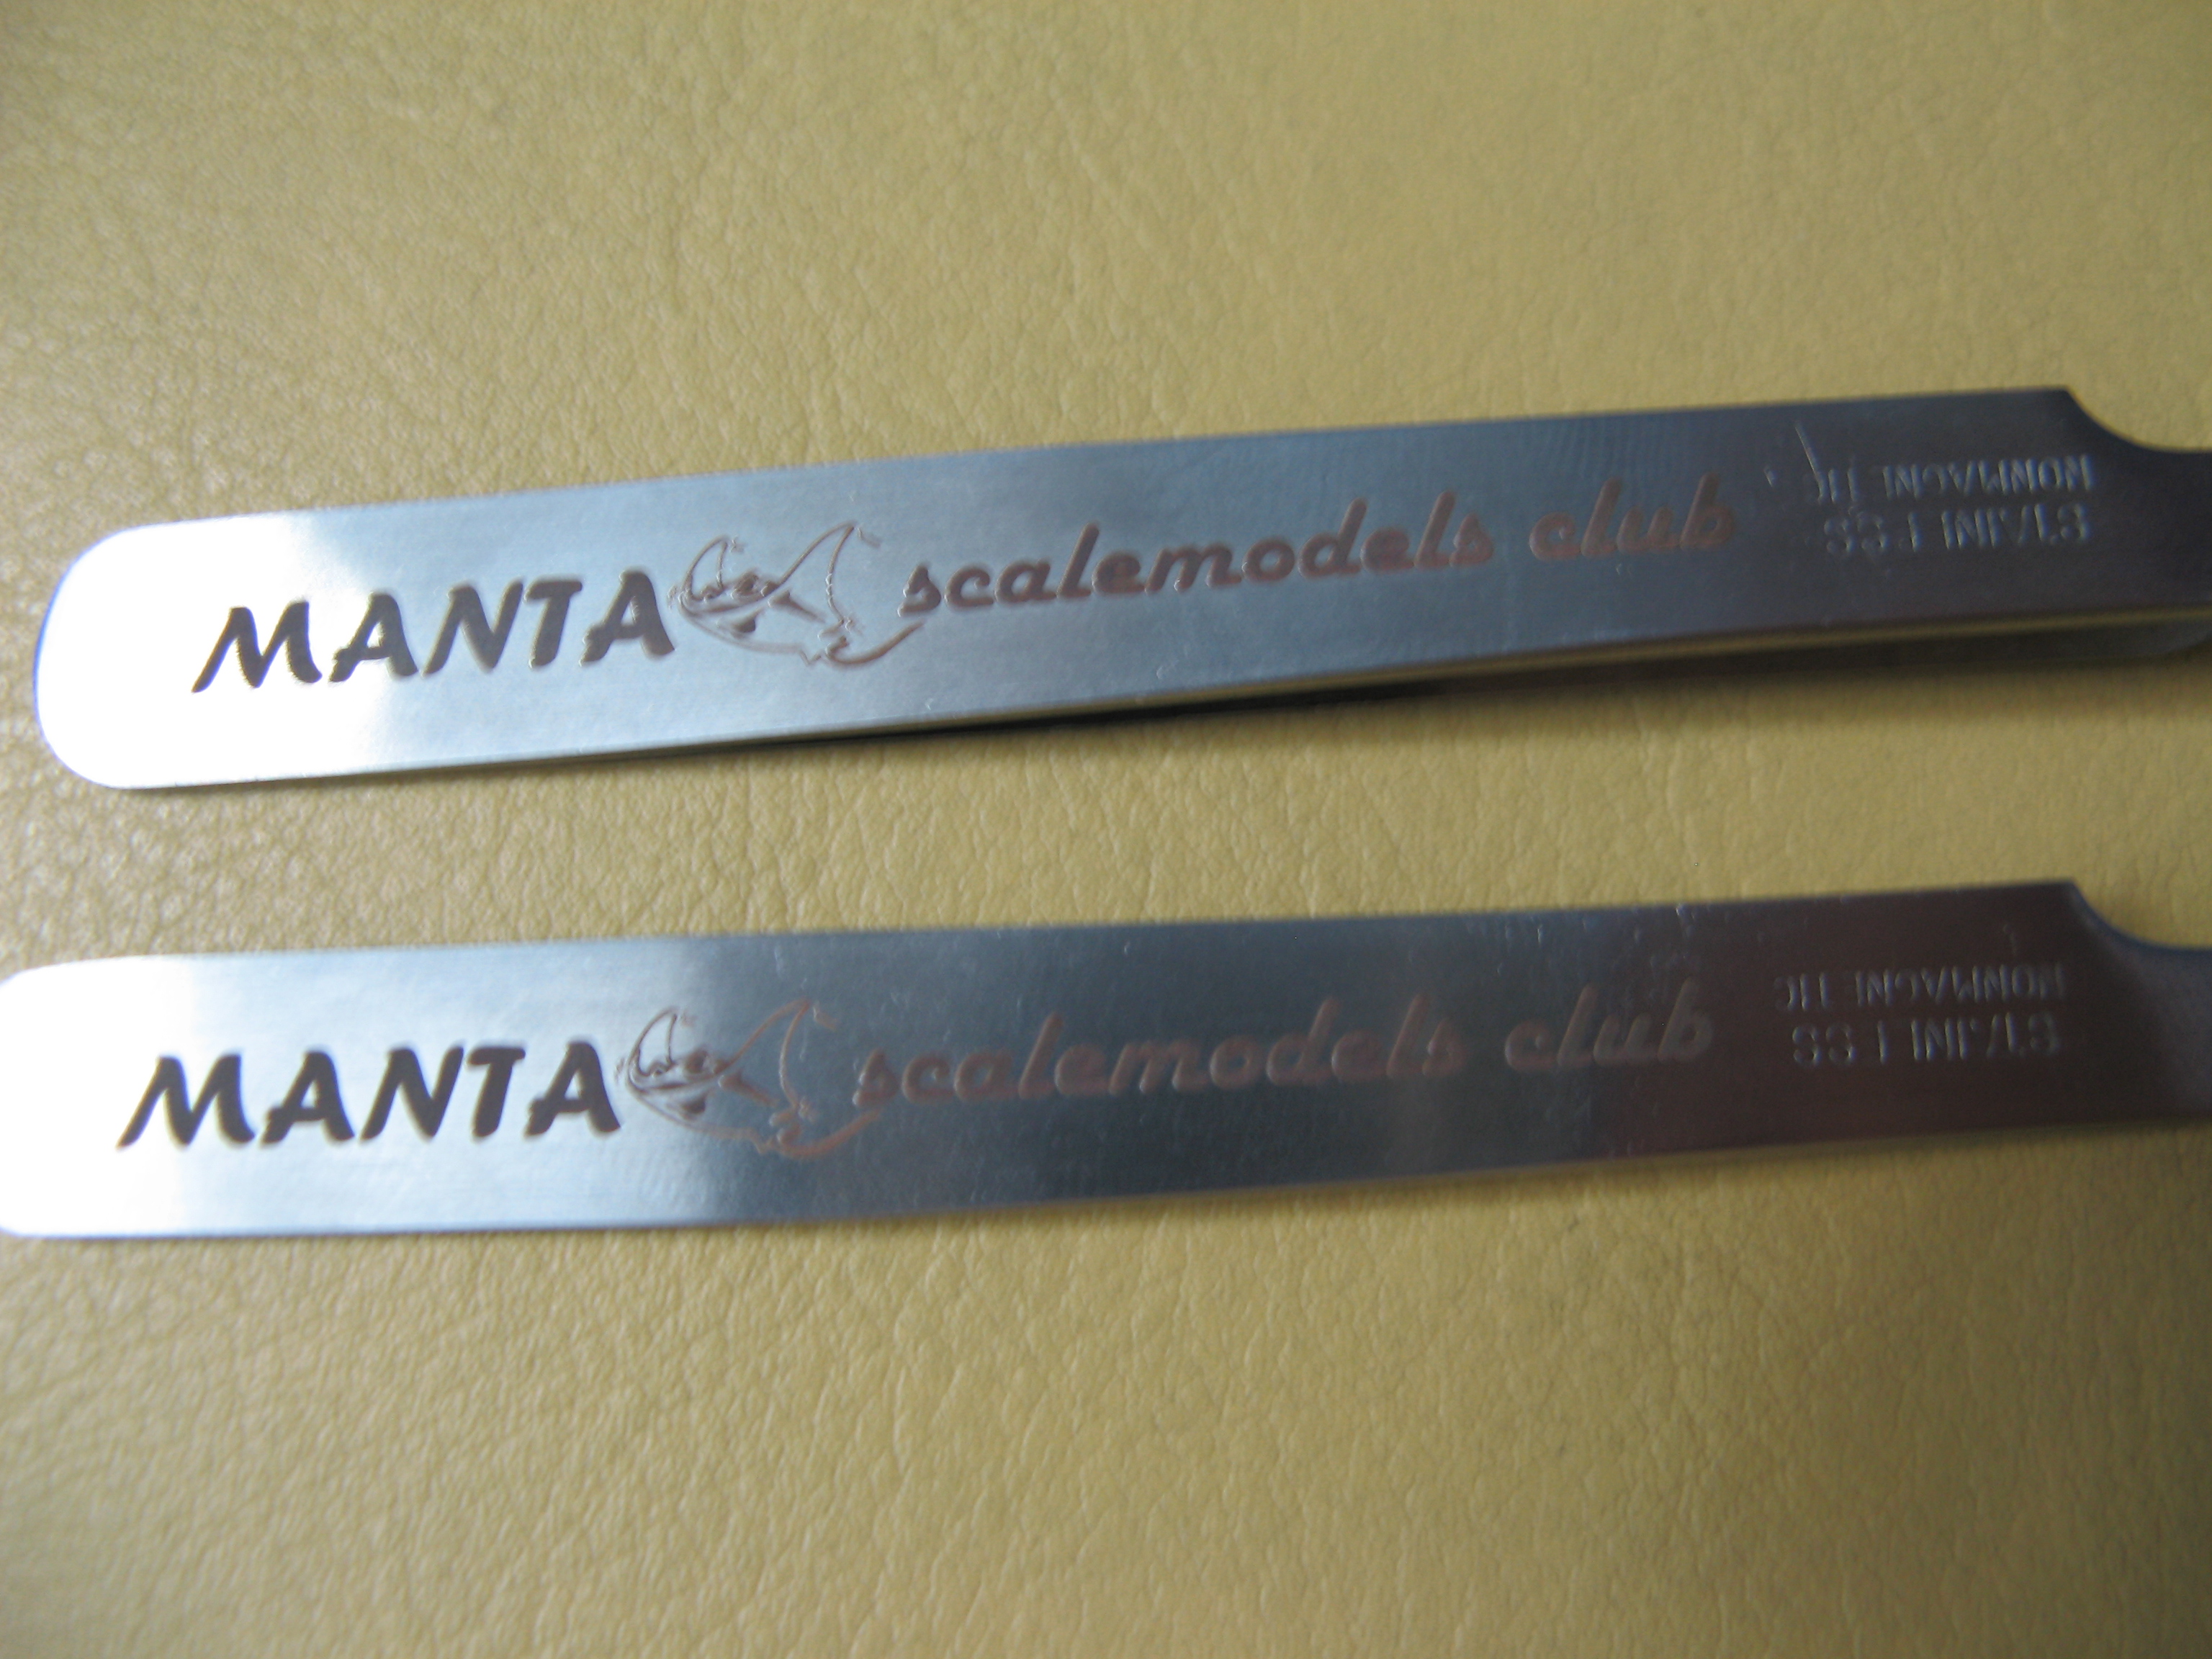 MANTA scalemodels club
STAINLESS
NONMAGNETIC
MANTA scalemodels club
STAINLESS
NONMAGNETIC